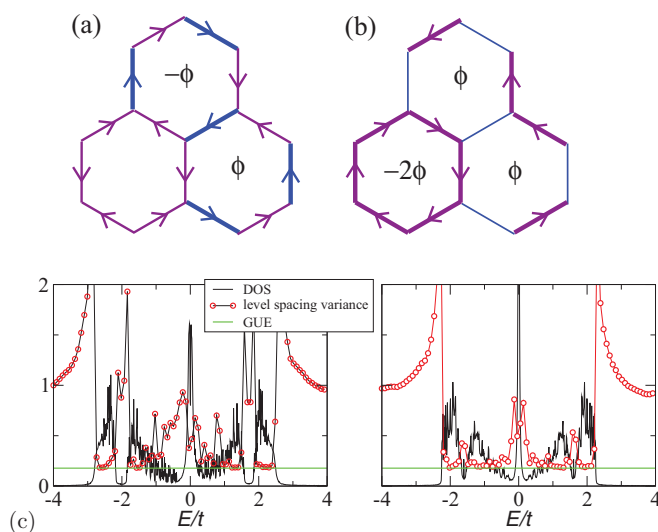 (a)
(b)
−ϕ
ϕ
ϕ
−2ϕ
ϕ
DOS
level spacing variance
GUE
2
1
0
-4 -2 0 2 4
-4 -2 0 2 4
E/t
E/t
(c)